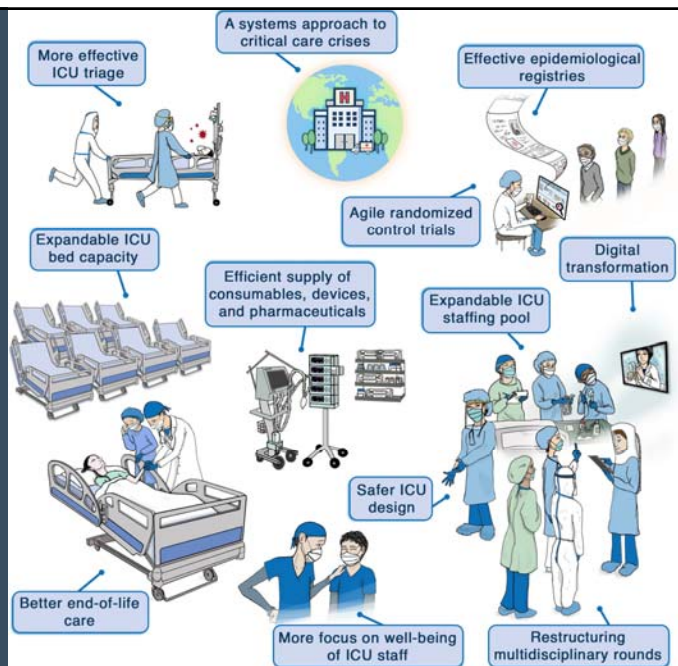 A systems approach to
critical care crises
More effective
ICU triage
Effective epidemiological
registries
H
Agile randomized
control trials
Expandable ICU
bed capacity
Digital
transformation
Efficient supply of
consumables, devices,
and pharmaceuticals
Expandable ICU
staffing pool
Safer ICU
design
Better end-of-life
care
More focus on well-being
of ICU staff
Restructuring
multidisciplinary rounds